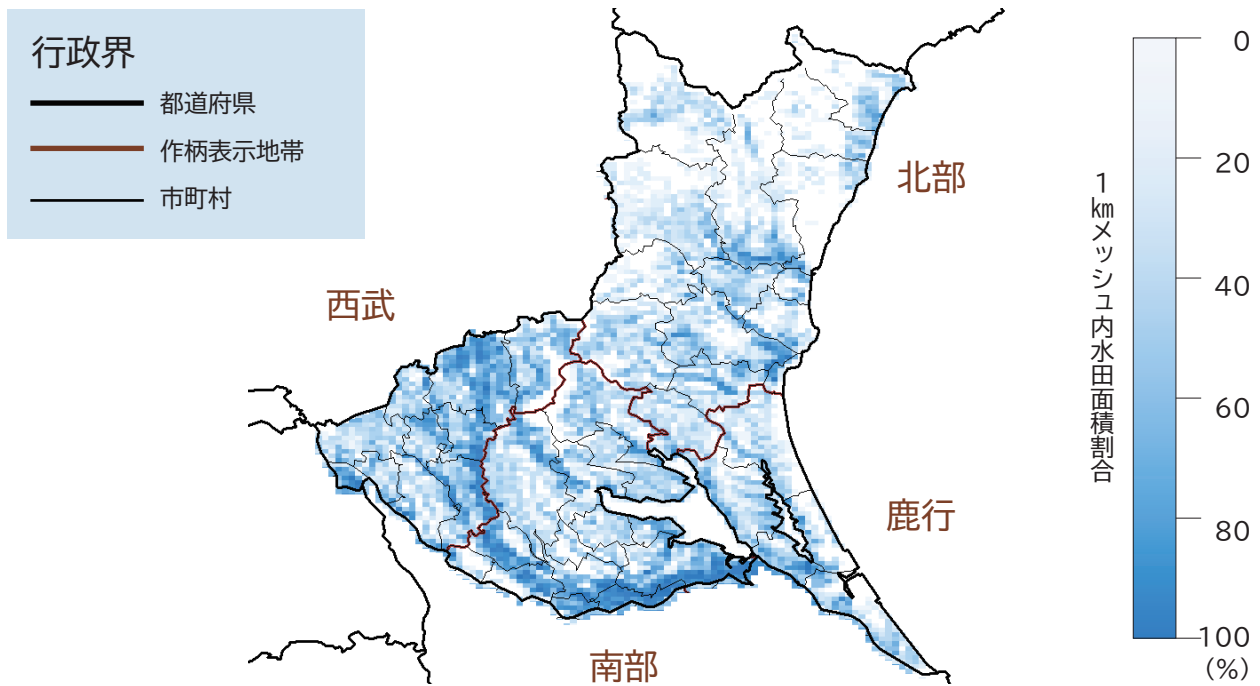 行政界
都道府県
作柄表示地帯
市町村
北部
西武
鹿行
南部
1㎞メッシュ内水田面積割合
0
20
40
60
80
100
(%)